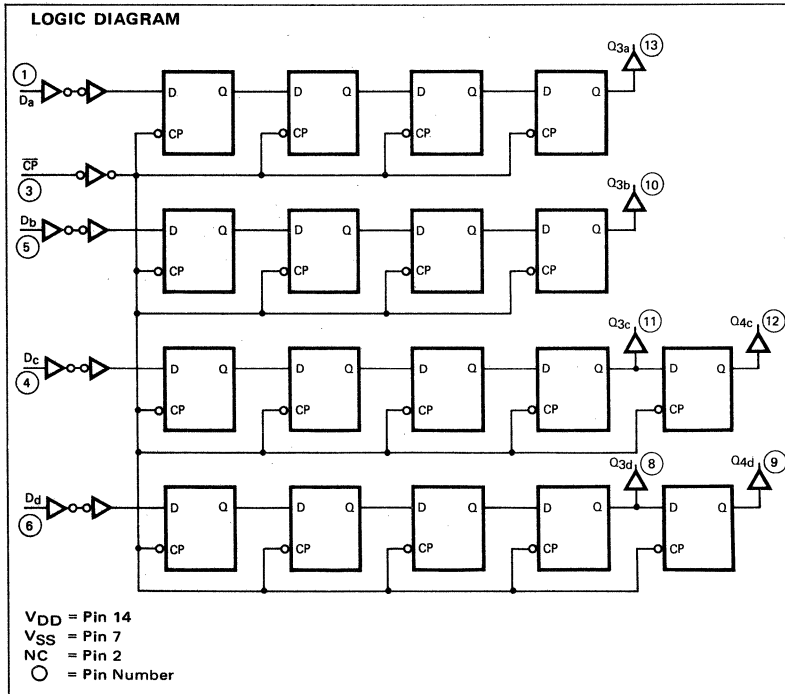 LOGIC DIAGRAM
1
Da
D Q D Q D Q D Q
CP CP CP CP
Q3a 13
CP
3
Db
5
D Q D Q D Q D Q
CP CP CP CP
Q3b 10
Dc
4
D Q D Q D Q D Q D Q
CP CP CP CP CP
Q3c 11
Q4c 12
Dd
6
D Q D Q D Q D Q D Q
CP CP CP CP CP
Q3d 8
Q4d 9
VDD = Pin 14
VSS = Pin 7
NC = Pin 2
= Pin Number